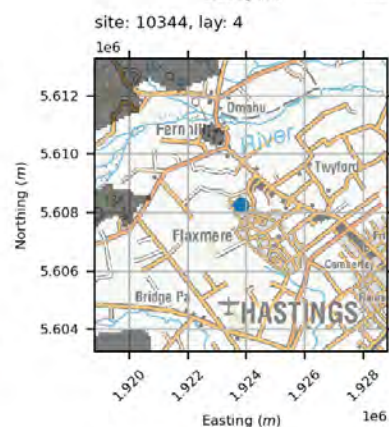 site: 10344, lay: 4
1e6
5.612
5.610
5.608
5.606
5.604
Northing (m)
Omahu
Fernhill
River
Twyford
Flaxmere
Camberley
Bridge Pa
HASTINGS
1.920
1.922
1.924
1.926
1.928
1e6
Easting (m)